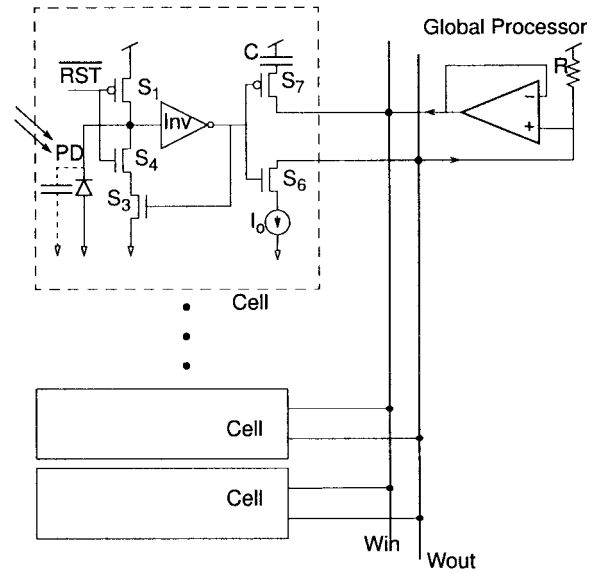 Global Processor
C
R
RST
S1
S7
Inv
−
+
PD
S4
S3
S6
Io
Cell
Cell
Cell
Win
Wout